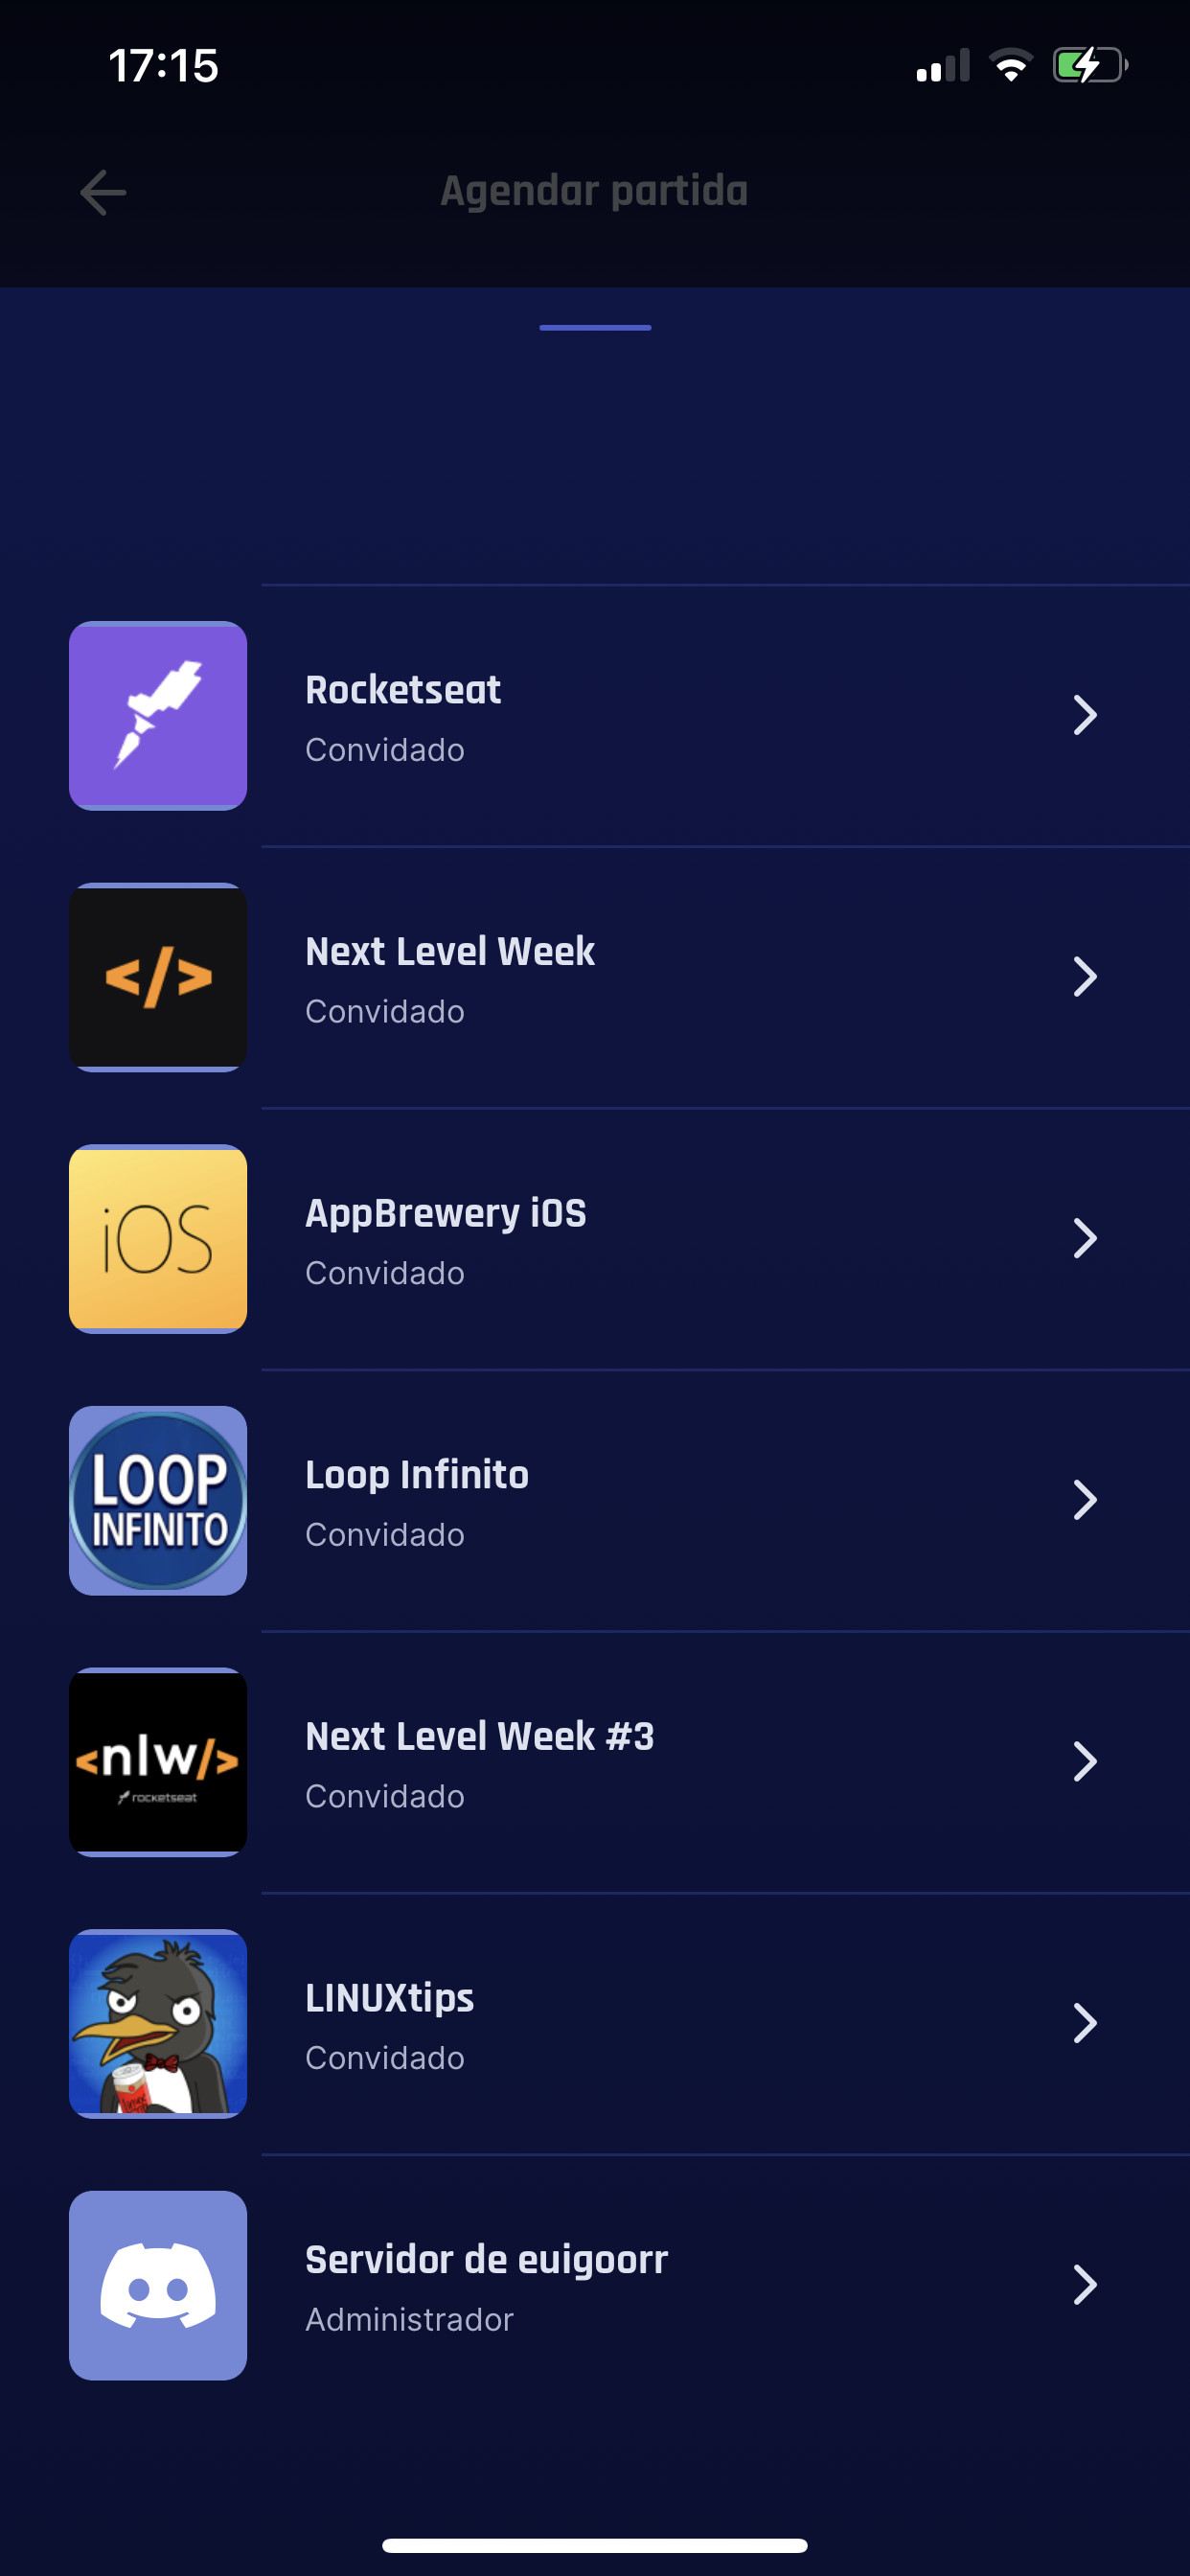 17:15
Agendar partida
Rocketseat
Convidado
</>
Next Level Week
Convidado
iOS
AppBrewery iOS
Convidado
LOOP
INFINITO
Loop Infinito
Convidado
<nlw/>
rocketseat
Next Level Week #3
Convidado
LINUXtips
Convidado
Servidor de euigoorr
Administrador